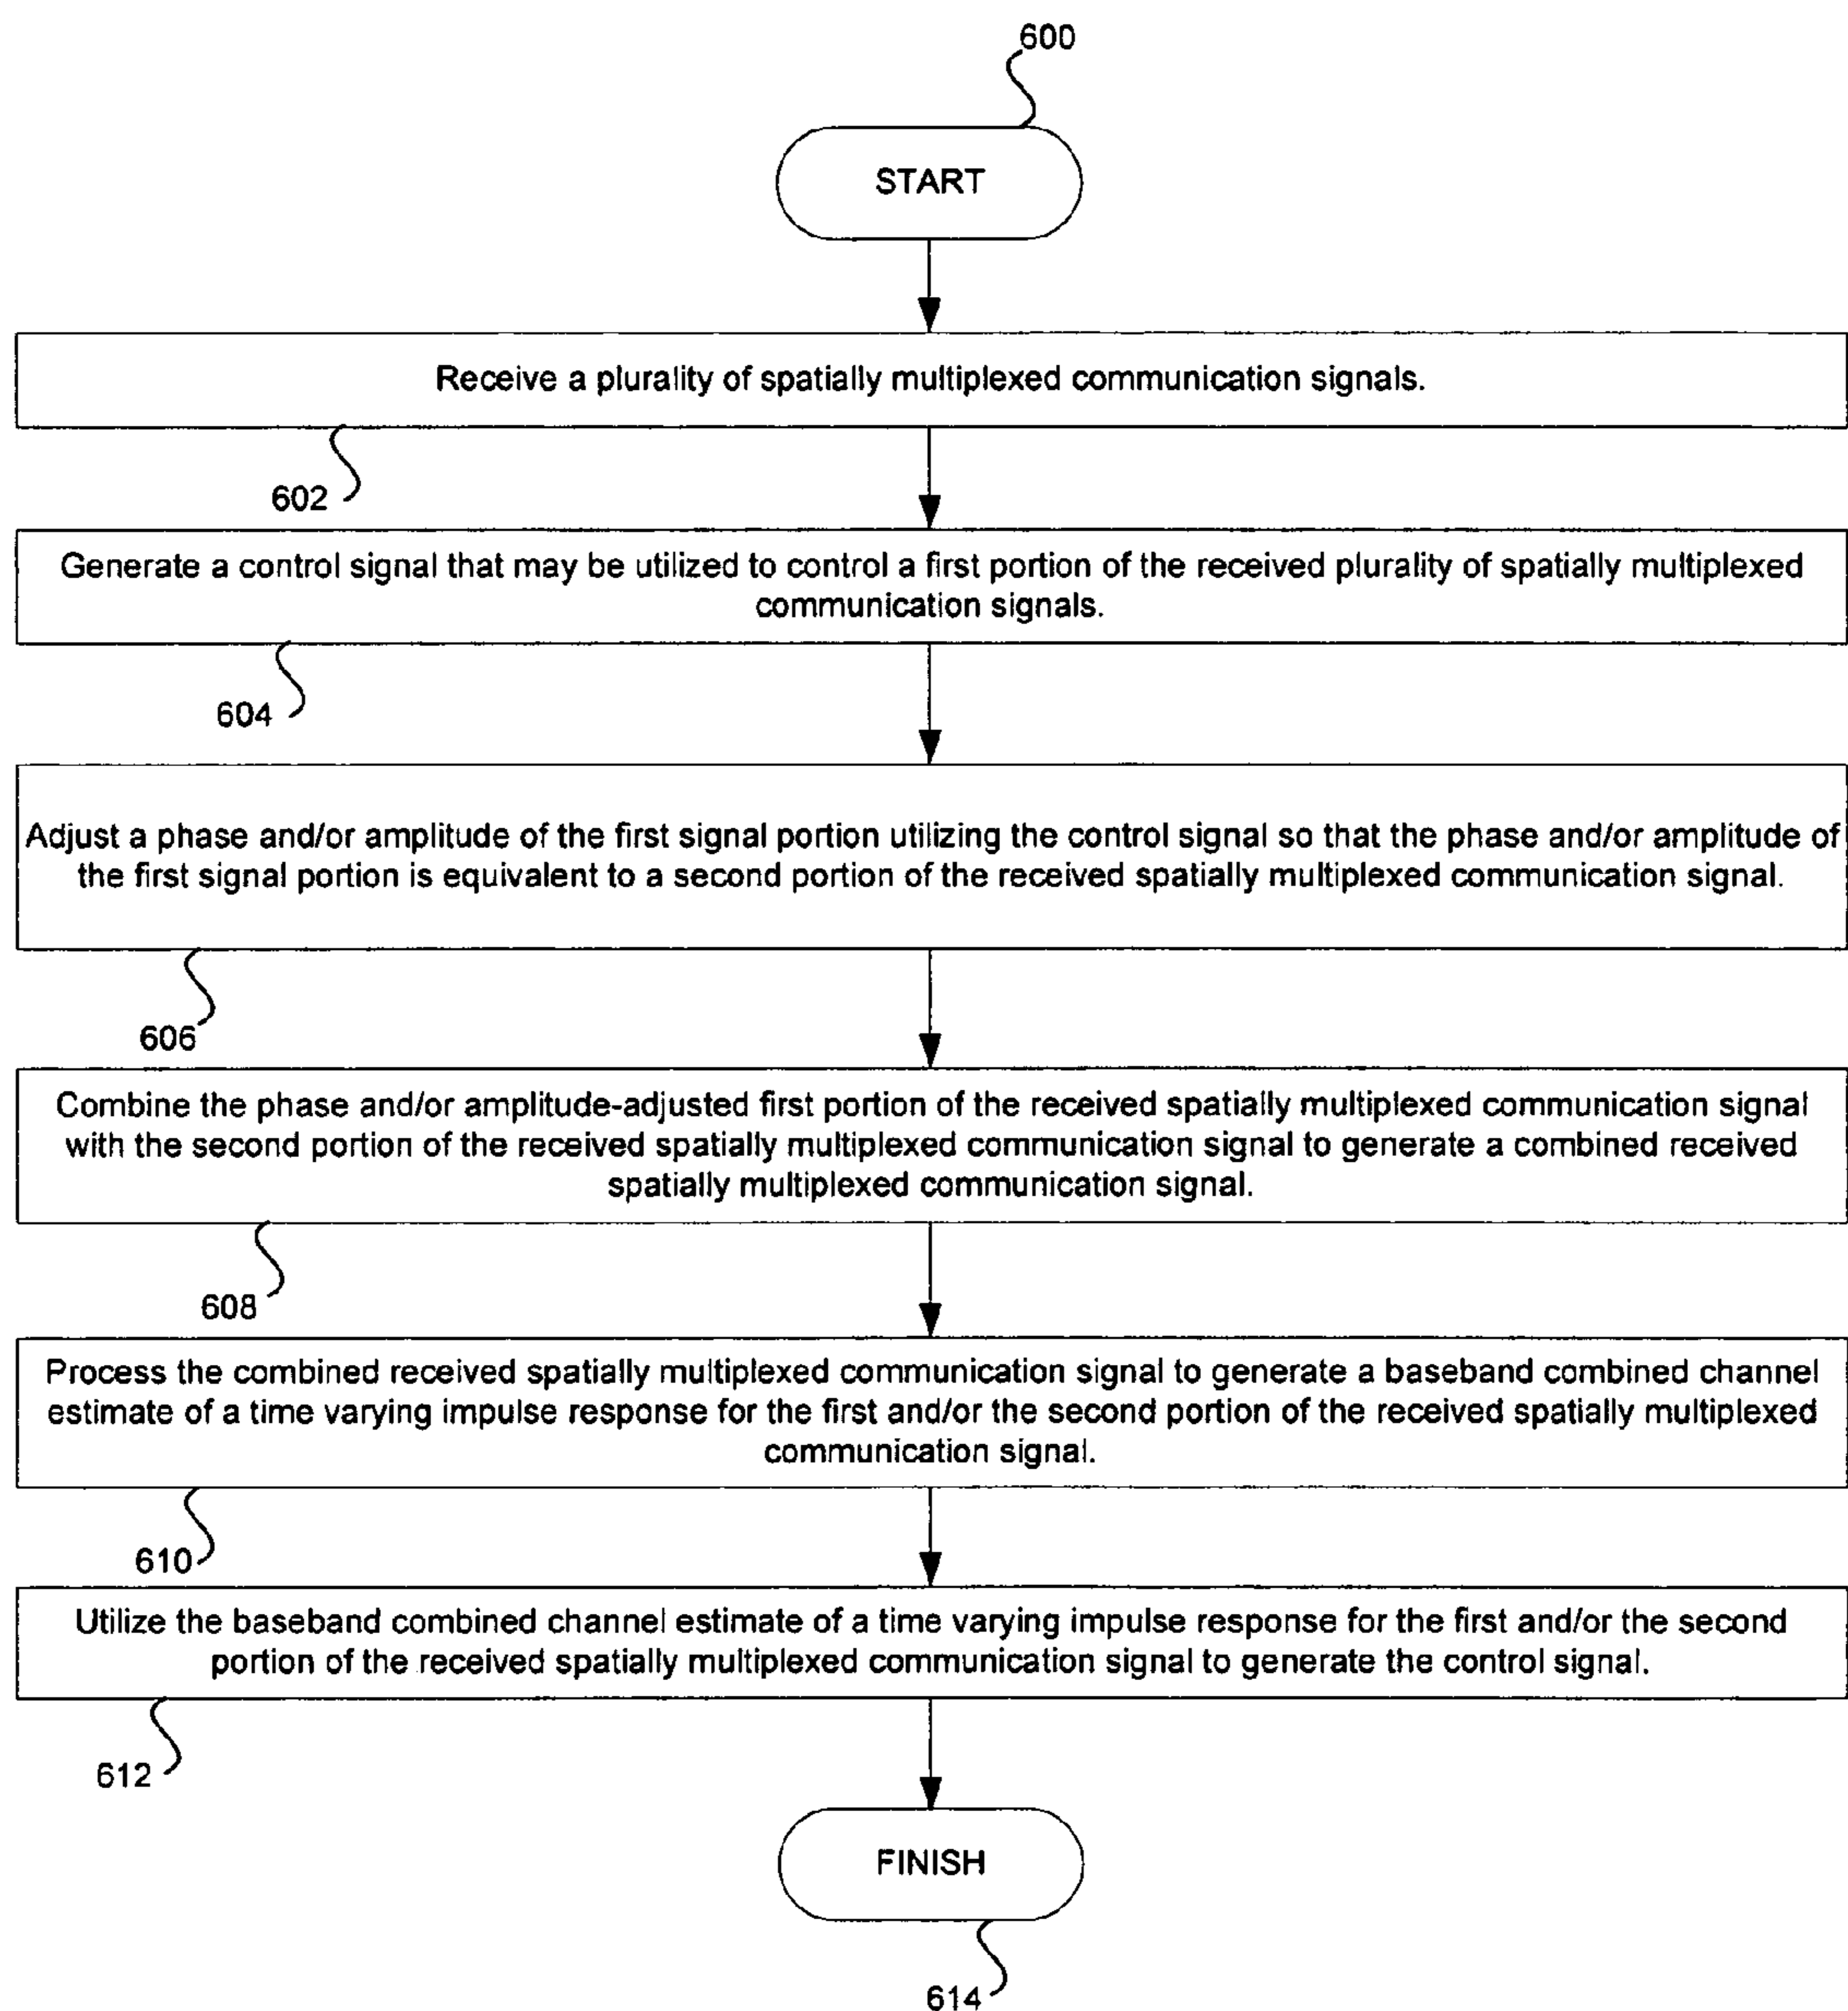 600
START
Receive a plurality of spatially multiplexed communication signals.
602
Generate a control signal that may be utilized to control a first portion of the received plurality of spatially multiplexed
communication signals.
604
Adjust a phase and/or amplitude of the first signal portion utilizing the control signal so that the phase and/or amplitude of
the first signal portion is equivalent to a second portion of the received spatially multiplexed communication signal.
606
Combine the phase and/or amplitude-adjusted first portion of the received spatially multiplexed communication signal
with the second portion of the received spatially multiplexed communication signal to generate a combined received
spatially multiplexed communication signal.
608
Process the combined received spatially multiplexed communication signal to generate a baseband combined channel
estimate of a time varying impulse response for the first and/or the second portion of the received spatially multiplexed
communication signal.
610
Utilize the baseband combined channel estimate of a time varying impulse response for the first and/or the second
portion of the received spatially multiplexed communication signal to generate the control signal.
612
FINISH
614